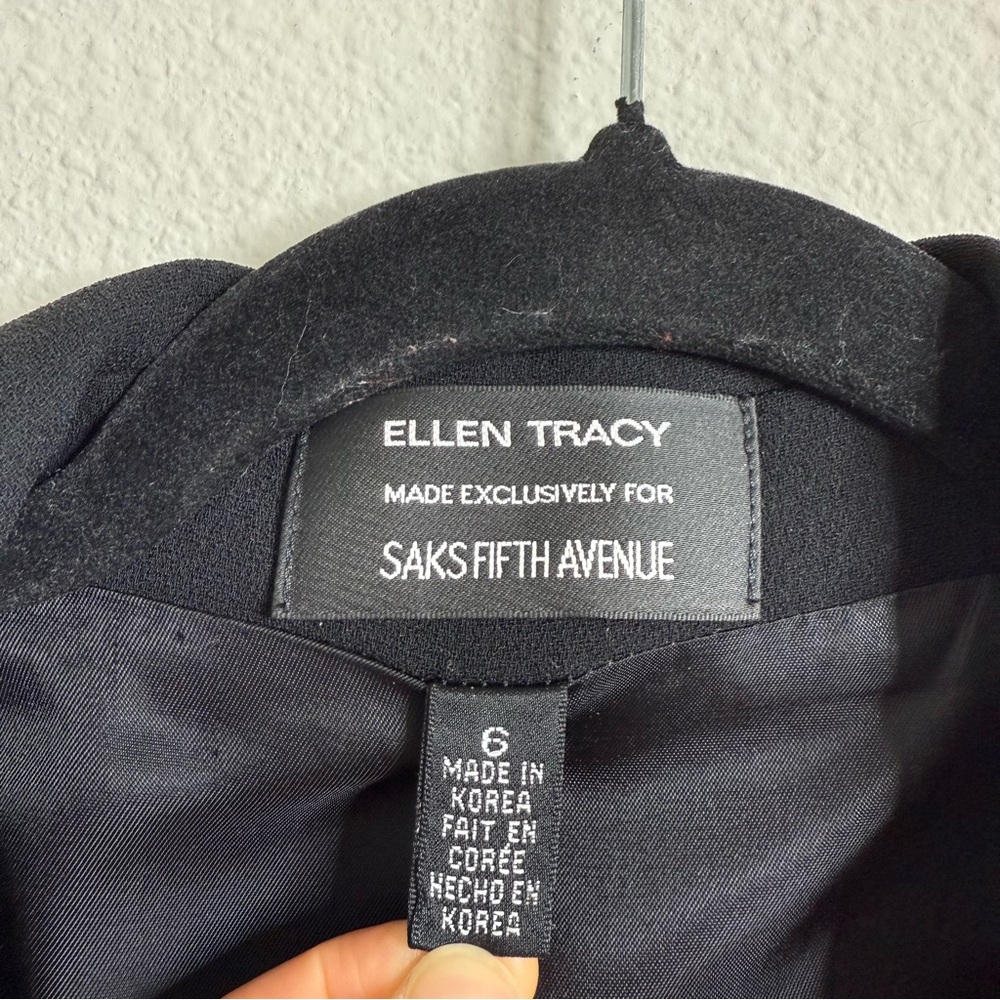 ELLEN TRACY
MADE EXCLUSIVELY FOR
SAKS FIFTH AVENUE
6
MADE IN
KOREA
FAIT EN
CORÉE
HECHO EN
KOREA